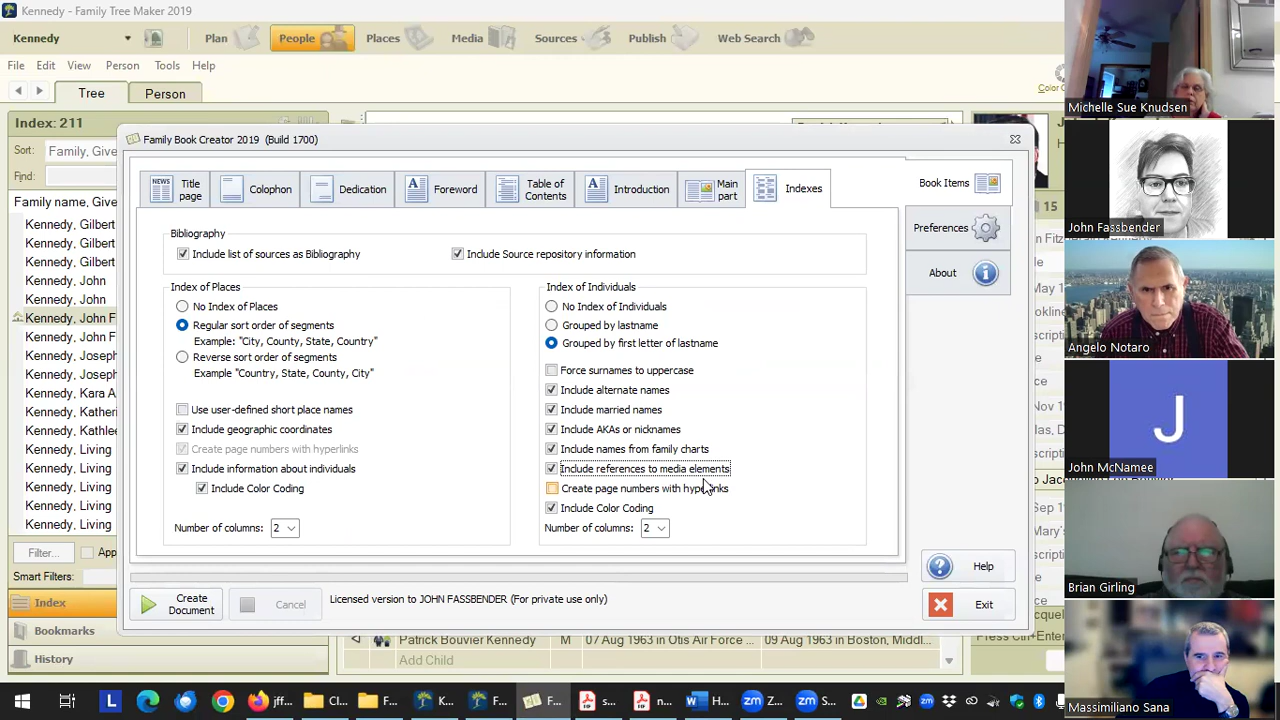 Kennedy - Family Tree Maker 2019
Kennedy
Plan
People
Places
Media
Sources
Publish
Web Search
File Edit View Person Tools Help
Tree
Person
Index: 211
Sort: Family, Give
Find:
Family name, Given
Kennedy, Gilbert
Kennedy, Gilbert
Kennedy, Gilbert
Kennedy, John
Kennedy, John F
Kennedy, John F
Kennedy, Joseph
Kennedy, Joseph
Kennedy, Kara A
Kennedy, Katheri
Kennedy, Living
Kennedy, Living
Kennedy, Living
Kennedy, Living
Kennedy, Living
Kennedy, Living
Filter...
App
Smart Filters:
Index
Bookmarks
History
Family Book Creator 2019 (Build 1700)
NEWS
Title page
Colophon
Dedication
Foreword
Table of Contents
Introduction
Main part
Indexes
Book Items
Preferences
About
Bibliography
Include list of sources as Bibliography
Include Source repository information
Index of Places
No Index of Places
Regular sort order of segments
Example: "City, County, State, Country"
Reverse sort order of segments
Example "Country, State, County, City"
Use user-defined short place names
Include geographic coordinates
Create page numbers with hyperlinks
Include information about individuals
Include Color Coding
Number of columns: 2
Index of Individuals
No Index of Individuals
Grouped by lastname
Grouped by first letter of lastname
Force surnames to uppercase
Include alternate names
Include married names
Include AKAs or nicknames
Include names from family charts
Include references to media elements
Create page numbers with hyperlinks
Include Color Coding
Number of columns: 2
Create Document
Cancel
Licensed version to JOHN FASSBENDER (For private use only)
Help
Exit
Patrick Bouvier Kennedy M 07 Aug 1963 in Otis Air Force ... 09 Aug 1963 in Boston, Middl...
Add Child
Press Ctrl+Enter
Michelle Sue Knudsen
John Fassbender
Angelo Notaro
J
John McNamee
Brian Girling
Massimiliano Sana
L
jff...
Cl...
F...
K...
F...
F...
s...
n...
H...
Z...
S...